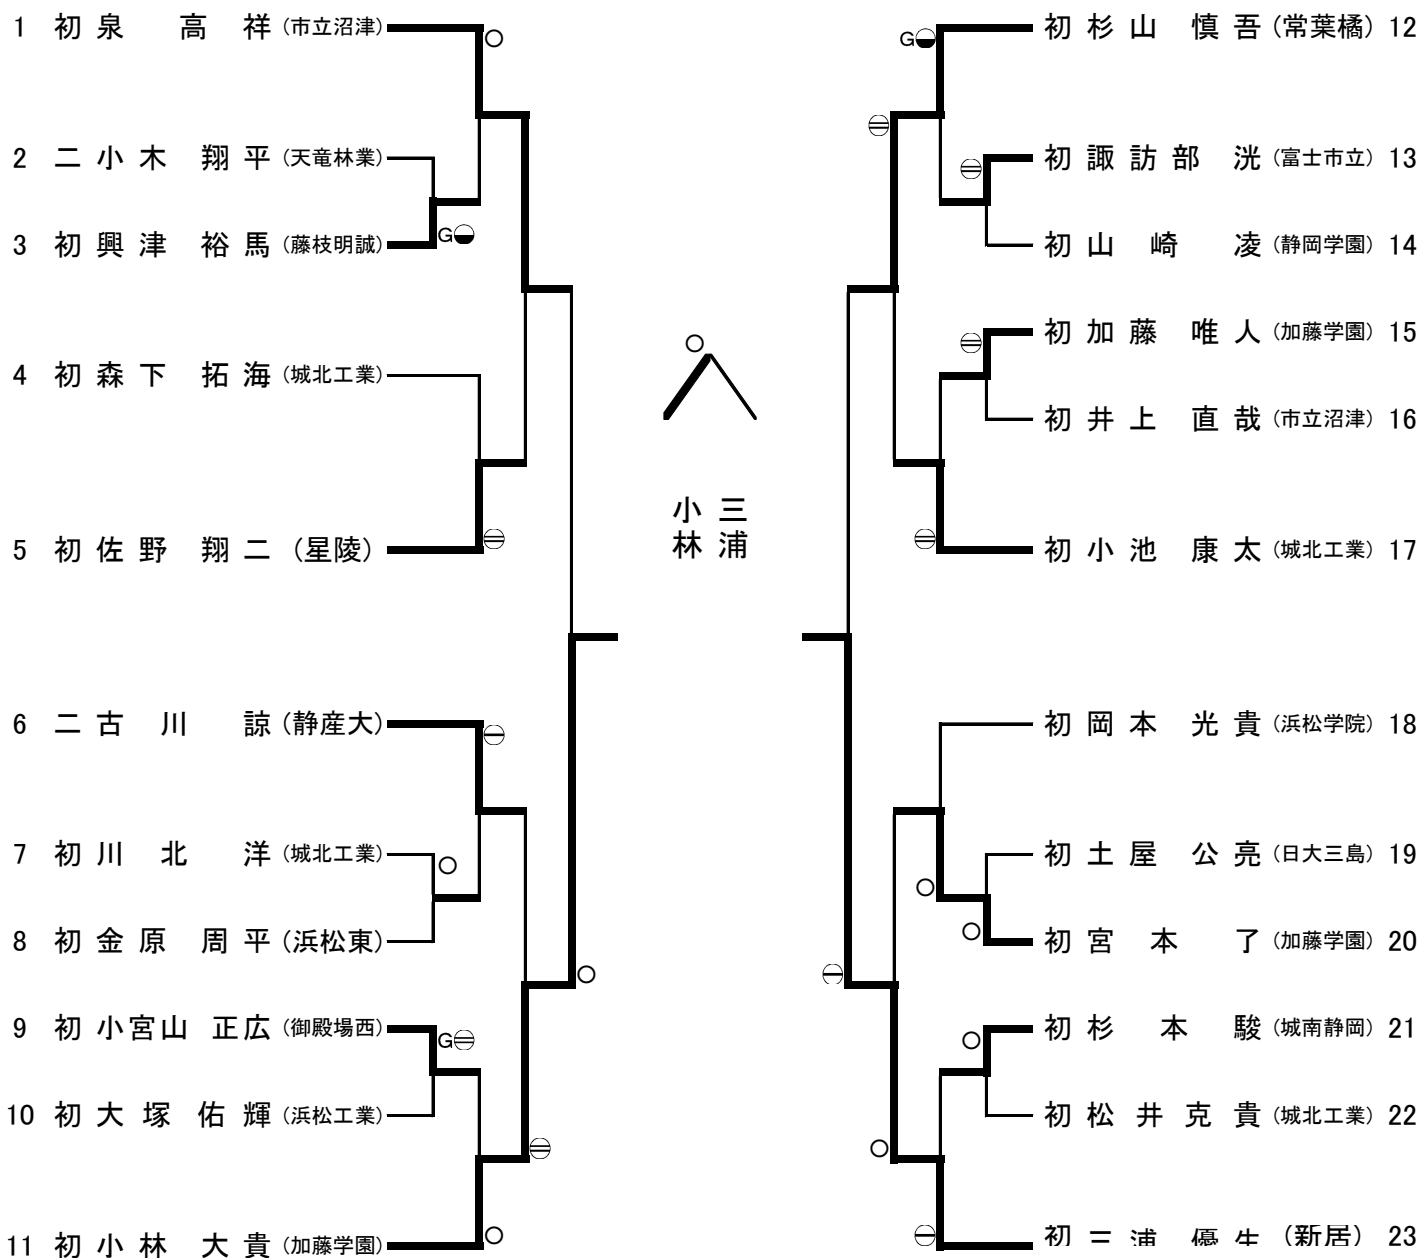 1 初 泉 高 祥 (市立沼津)
2 二 小 木 翔 平 (天竜林業)
3 初 興 津 裕 馬 (藤枝明誠)
G
4 初 森 下 拓 海 (城北工業)
5 初 佐 野 翔 二 (星陵)
6 二 古 川 諒 (静産大)
7 初 川 北 洋 (城北工業)
8 初 金 原 周 平 (浜松東)
9 初 小宮山 正広 (御殿場西)
G
10 初 大 塚 佑 輝 (浜松工業)
11 初 小 林 大 貴 (加藤学園)
小林
三浦
G
初 杉 山 慎 吾 (常葉橘) 12
初 諏 訪 部 洸 (富士市立) 13
初 山 崎 凌 (静岡学園) 14
初 加 藤 唯 人 (加藤学園) 15
初 井 上 直 哉 (市立沼津) 16
初 小 池 康 太 (城北工業) 17
初 岡 本 光 貴 (浜松学院) 18
初 土 屋 公 亮 (日大三島) 19
初 宮 本 了 (加藤学園) 20
初 杉 本 駿 (城南静岡) 21
初 松 井 克 貴 (城北工業) 22
初 三 浦 優 生 (新居) 23